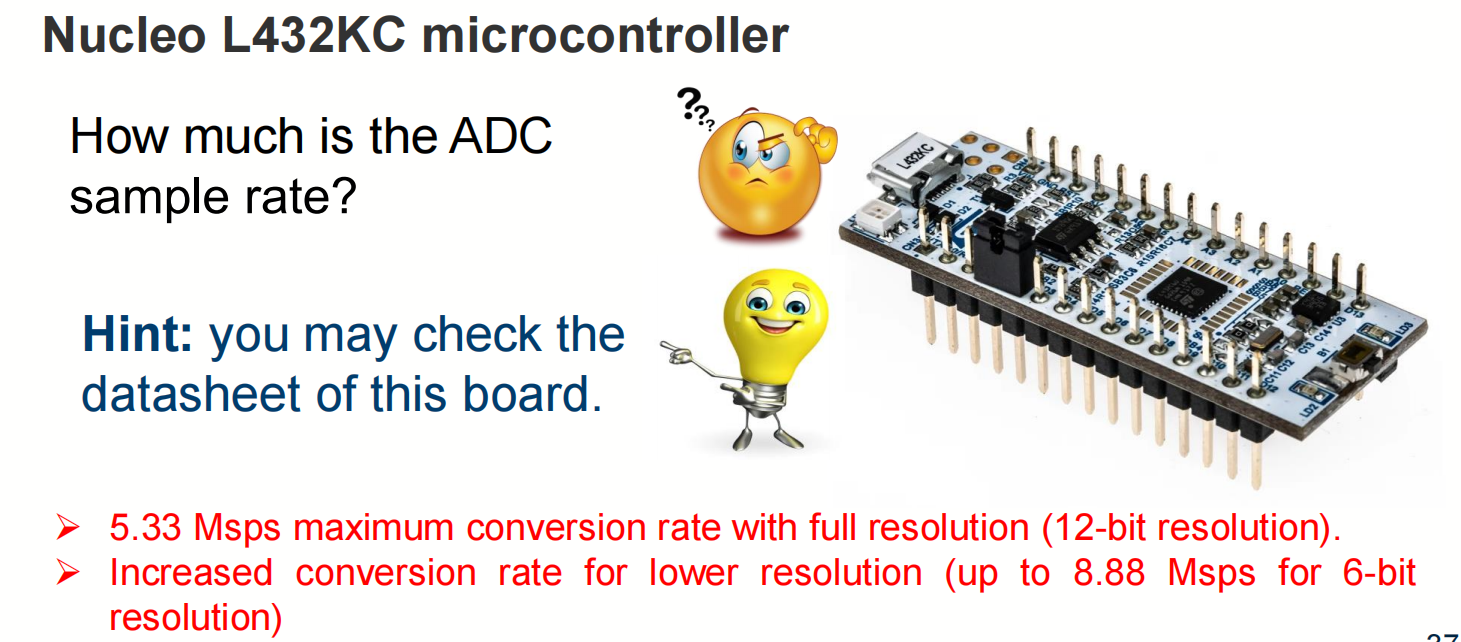 Nucleo L432KC microcontroller
How much is the ADC
sample rate?
???
Hint: you may check the
datasheet of this board.
L432KC
➢ 5.33 Msps maximum conversion rate with full resolution (12-bit resolution).
➢ Increased conversion rate for lower resolution (up to 8.88 Msps for 6-bit
resolution)